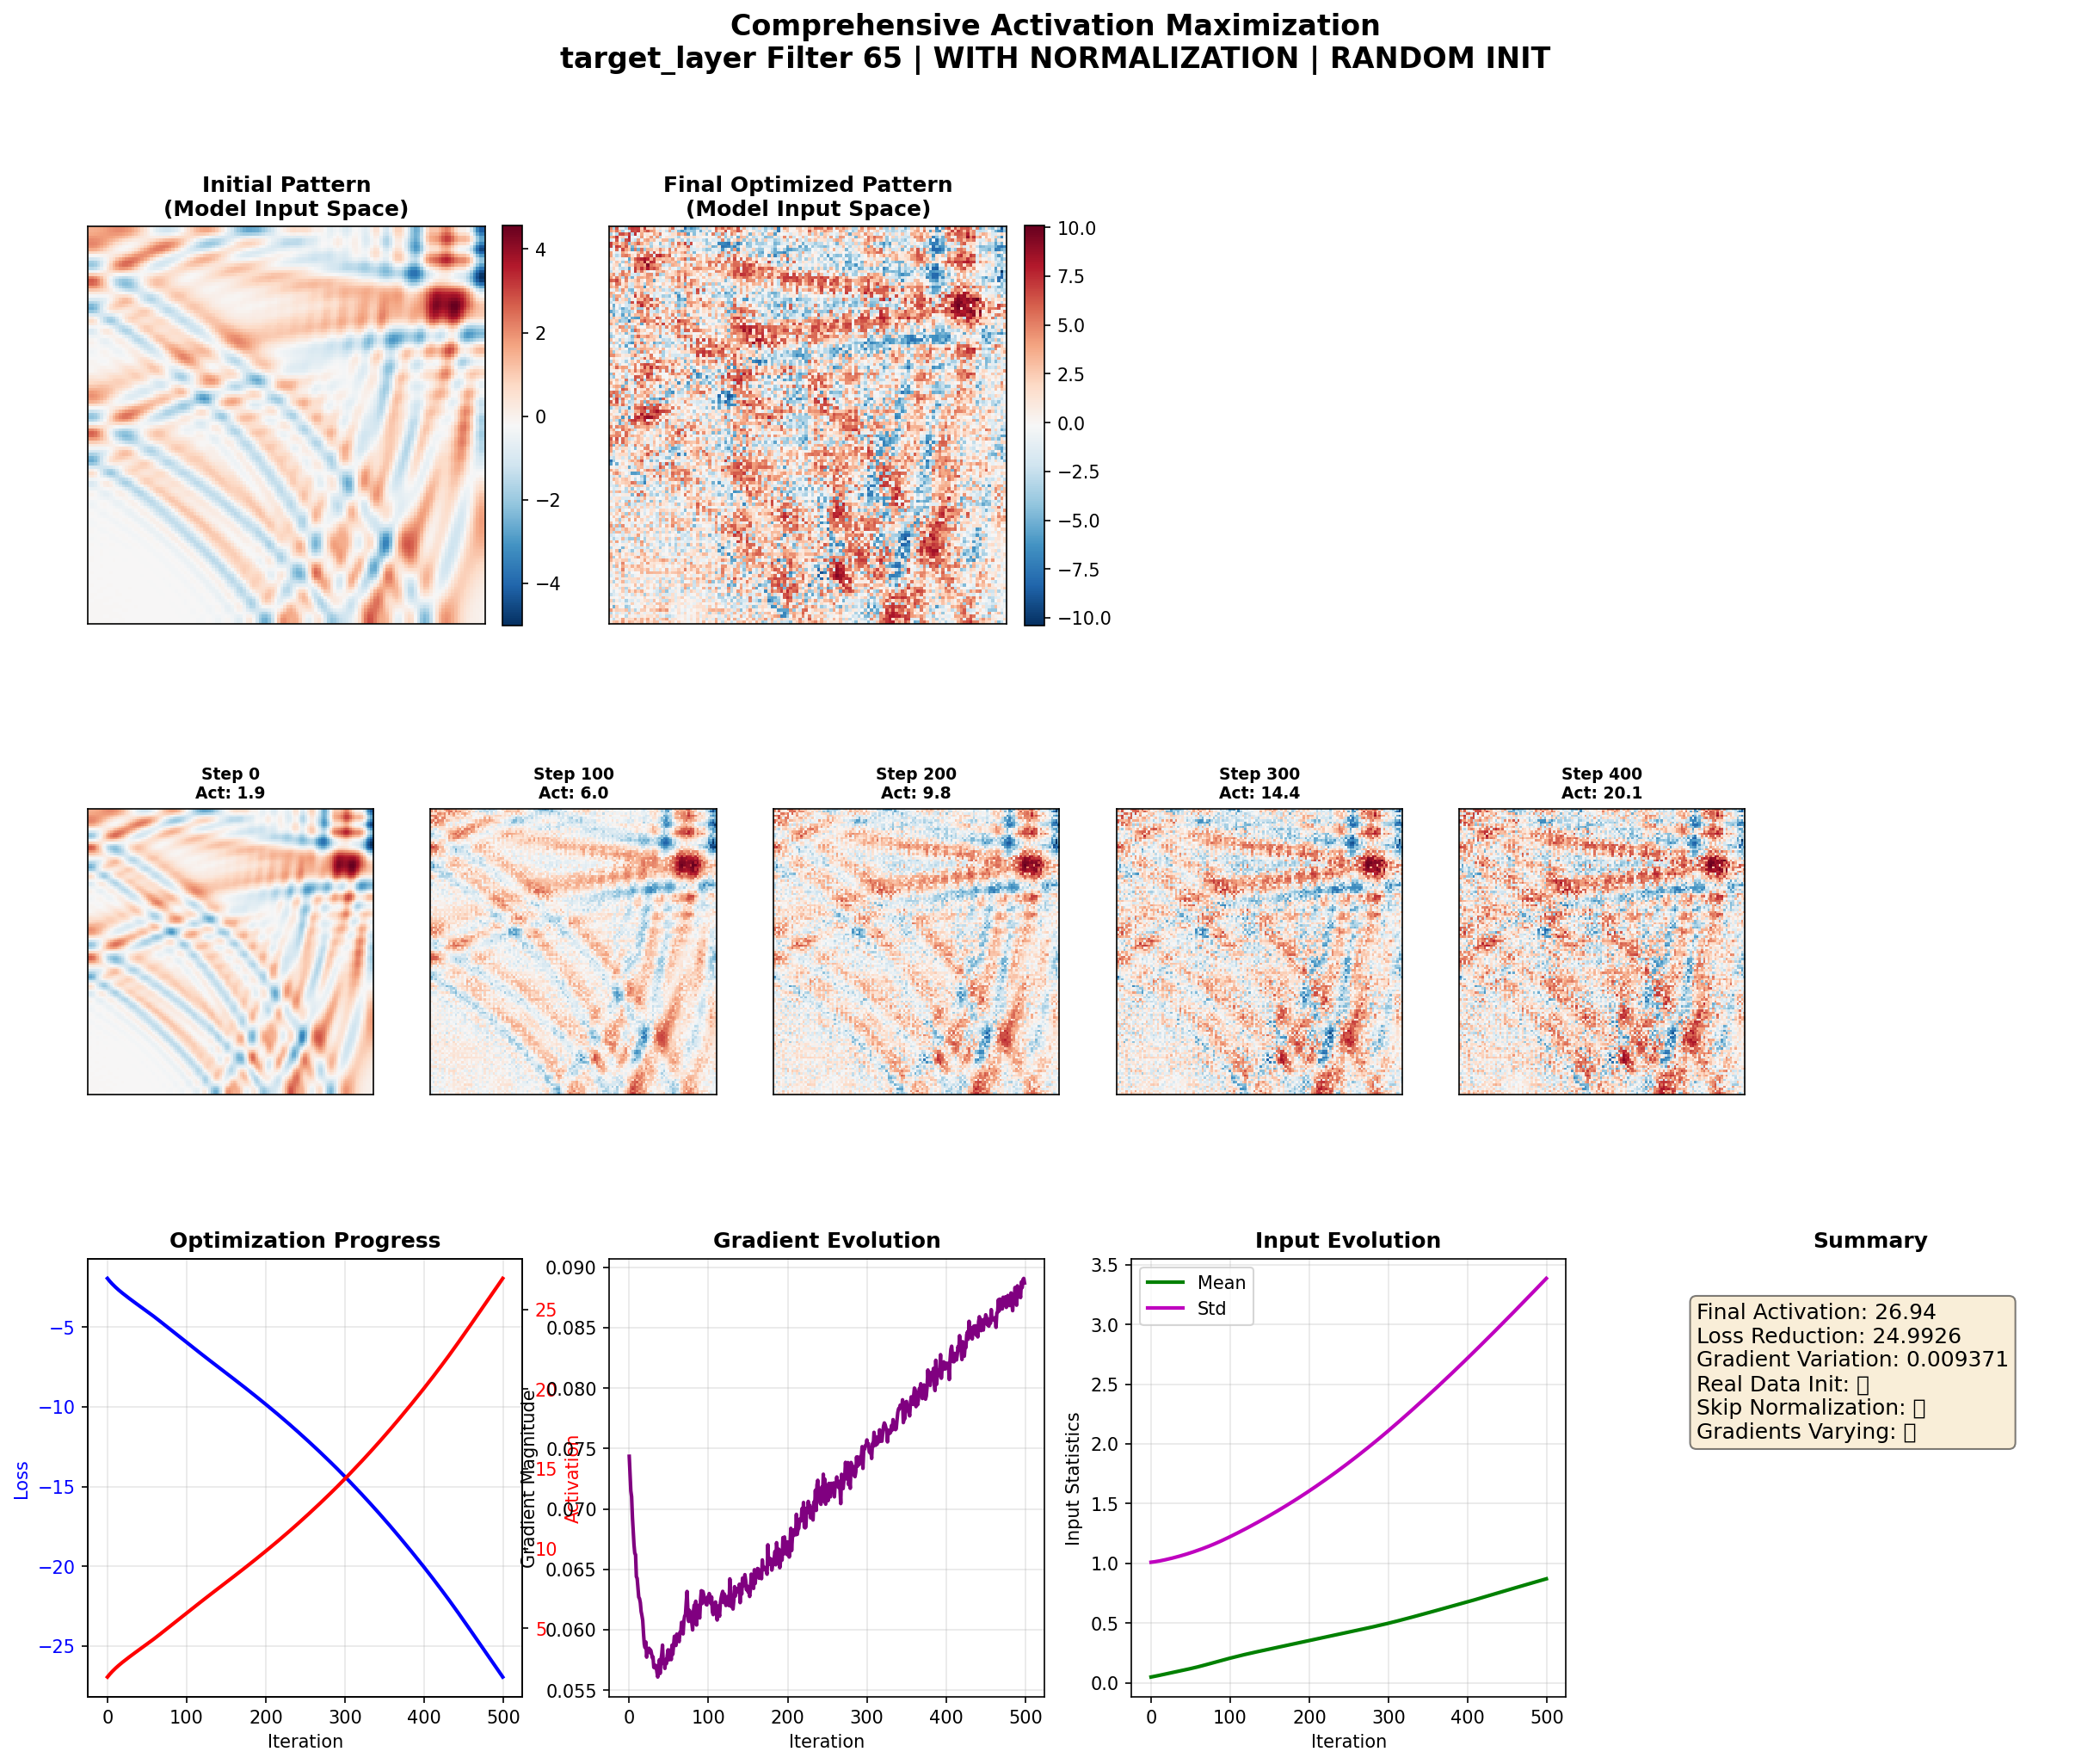 Comprehensive Activation Maximization
target_layer Filter 65 | WITH NORMALIZATION | RANDOM INIT
Initial Pattern
(Model Input Space)
4
2
0
−2
−4
Final Optimized Pattern
(Model Input Space)
10.0
7.5
5.0
2.5
0.0
−2.5
−5.0
−7.5
−10.0
Step 0
Act: 1.9
Step 100
Act: 6.0
Step 200
Act: 9.8
Step 300
Act: 14.4
Step 400
Act: 20.1
Optimization Progress
Loss
−5
−10
−15
−20
−25
0 100 200 300 400 500
Iteration
25
20
15
10
5
Activation
Gradient Evolution
Gradient Magnitude
0.090
0.085
0.080
0.075
0.070
0.065
0.060
0.055
0 100 200 300 400 500
Iteration
Input Evolution
Mean
Std
Input Statistics
3.5
3.0
2.5
2.0
1.5
1.0
0.5
0.0
0 100 200 300 400 500
Iteration
Summary
Final Activation: 26.94
Loss Reduction: 24.9926
Gradient Variation: 0.009371
Real Data Init:
Skip Normalization:
Gradients Varying: